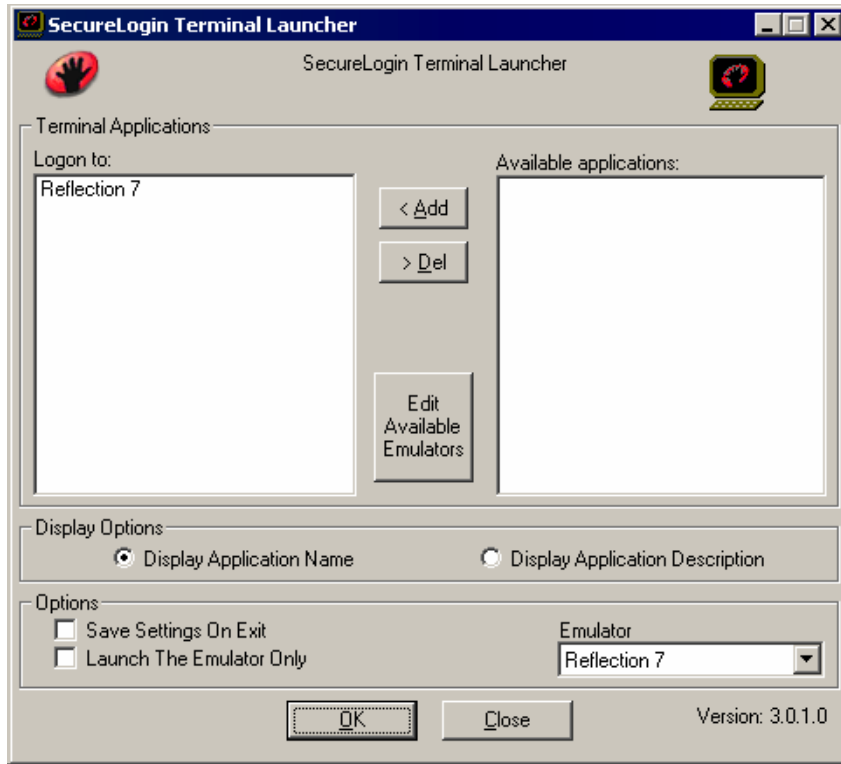 SecureLogin Terminal Launcher
SecureLogin Terminal Launcher
Terminal Applications
Logon to:
Available applications:
Reflection 7
< Add
> Del
Edit
Available
Emulators
Display Options
Display Application Name
Display Application Description
Options
Save Settings On Exit
Launch The Emulator Only
Emulator
Reflection 7
OK
Close
Version: 3.0.1.0